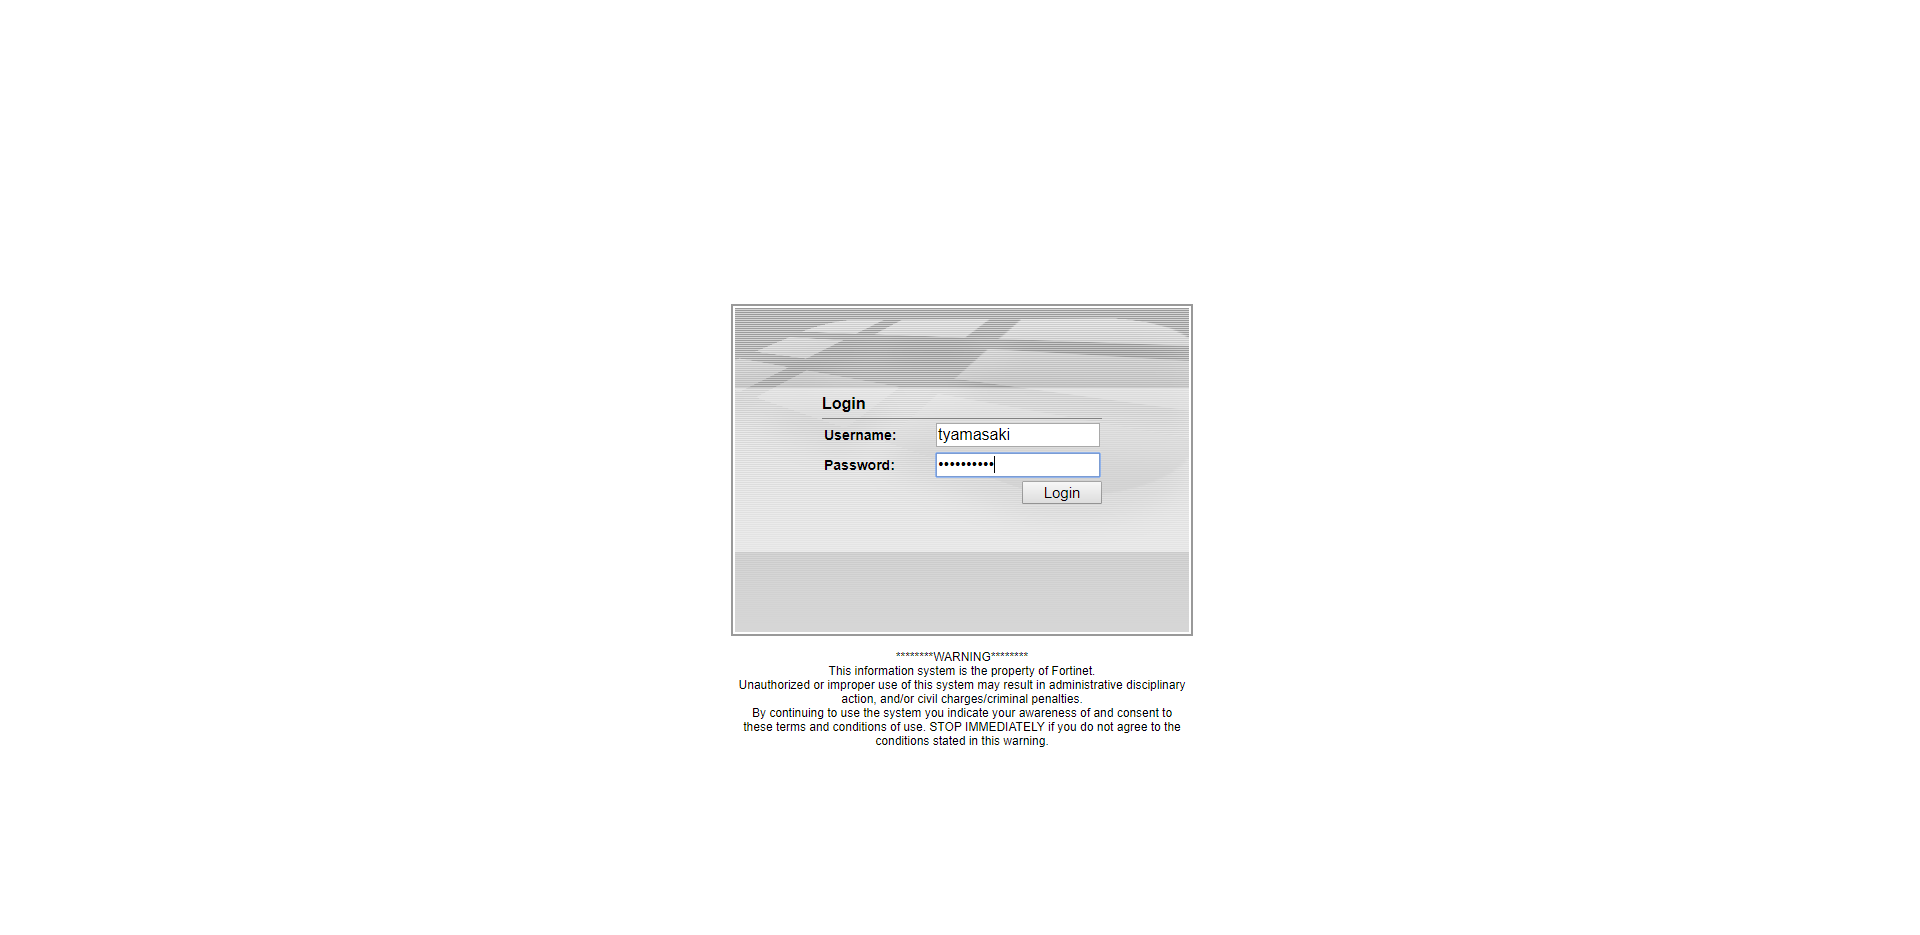 Login
Username: tyamasaki
Password: ••••••••••
Login
********WARNING********
This information system is the property of Fortinet.
Unauthorized or improper use of this system may result in administrative disciplinary
action, and/or civil charges/criminal penalties.
By continuing to use the system you indicate your awareness of and consent to
these terms and conditions of use. STOP IMMEDIATELY if you do not agree to the
conditions stated in this warning.